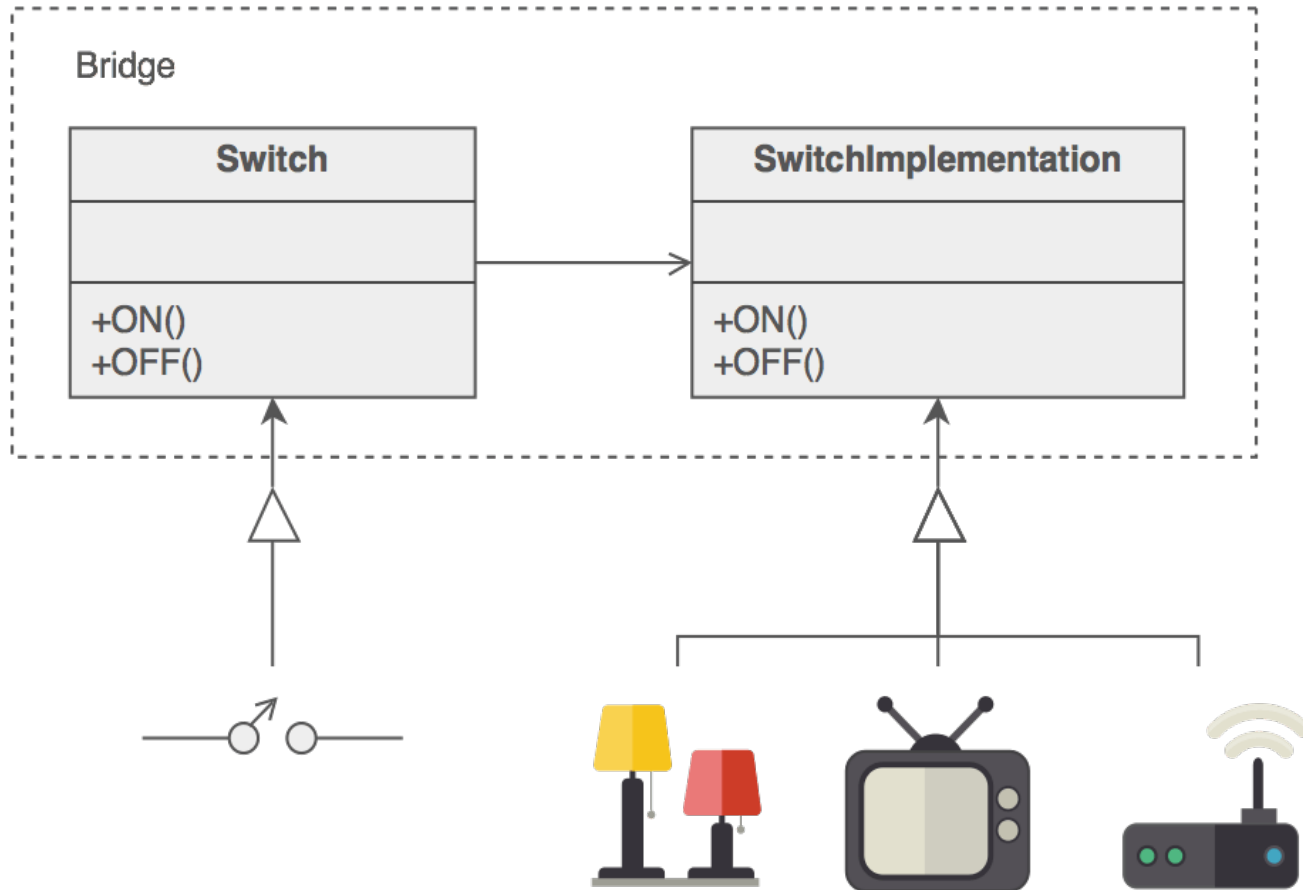 Bridge
Switch
+ON()
+OFF()
SwitchImplementation
+ON()
+OFF()